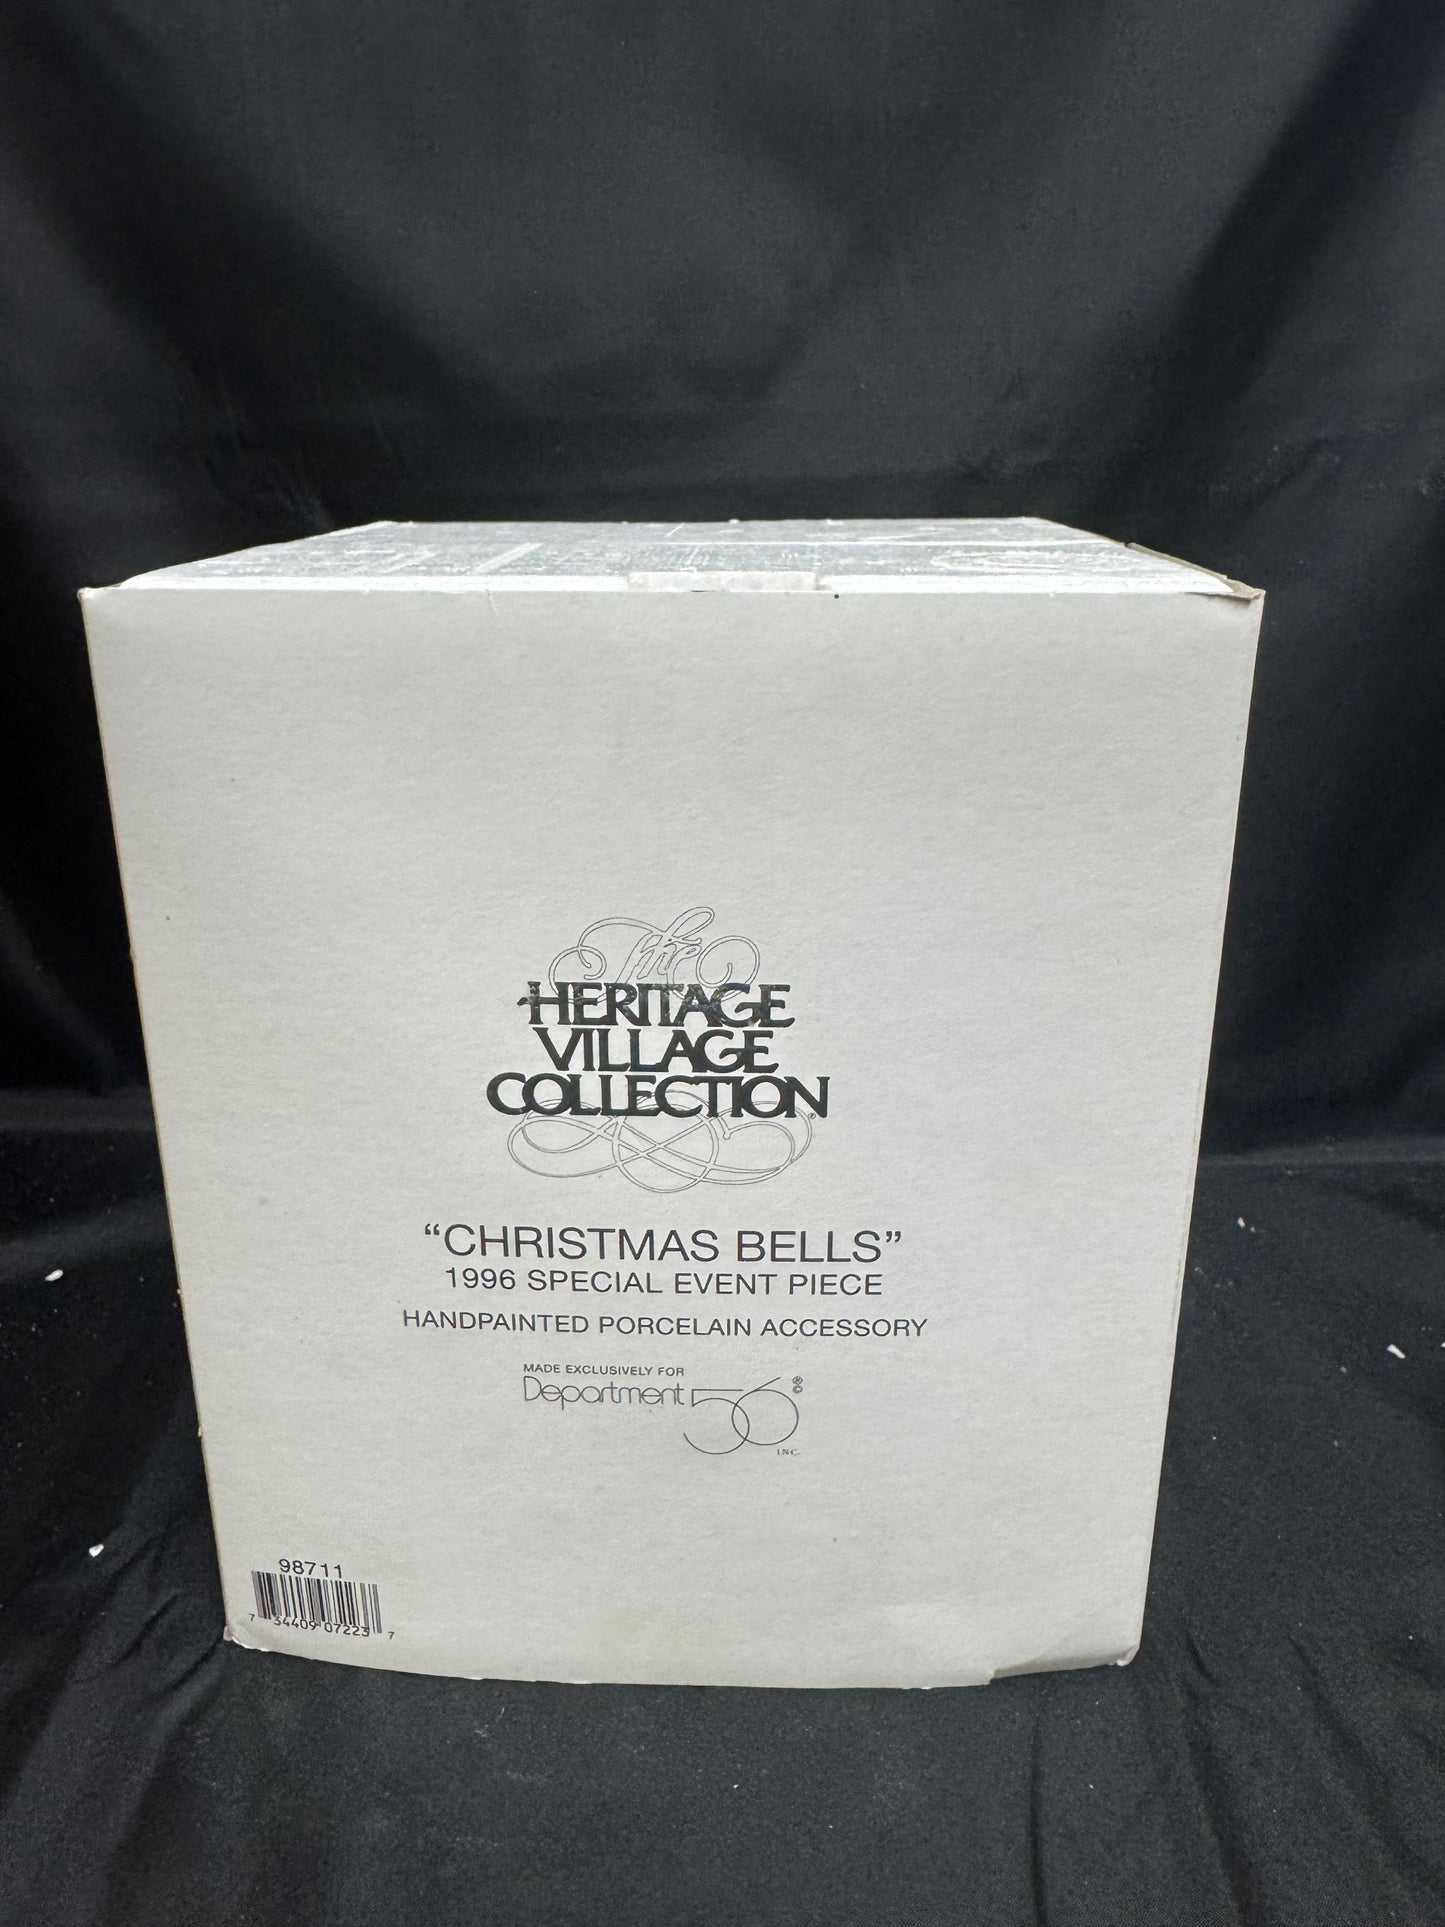 The
HERITAGE
VILLAGE
COLLECTION®
“CHRISTMAS BELLS”
1996 SPECIAL EVENT PIECE
HANDPAINTED PORCELAIN ACCESSORY
MADE EXCLUSIVELY FOR
Department 56 ® ©
INC.
98711
7 34409 07223 7